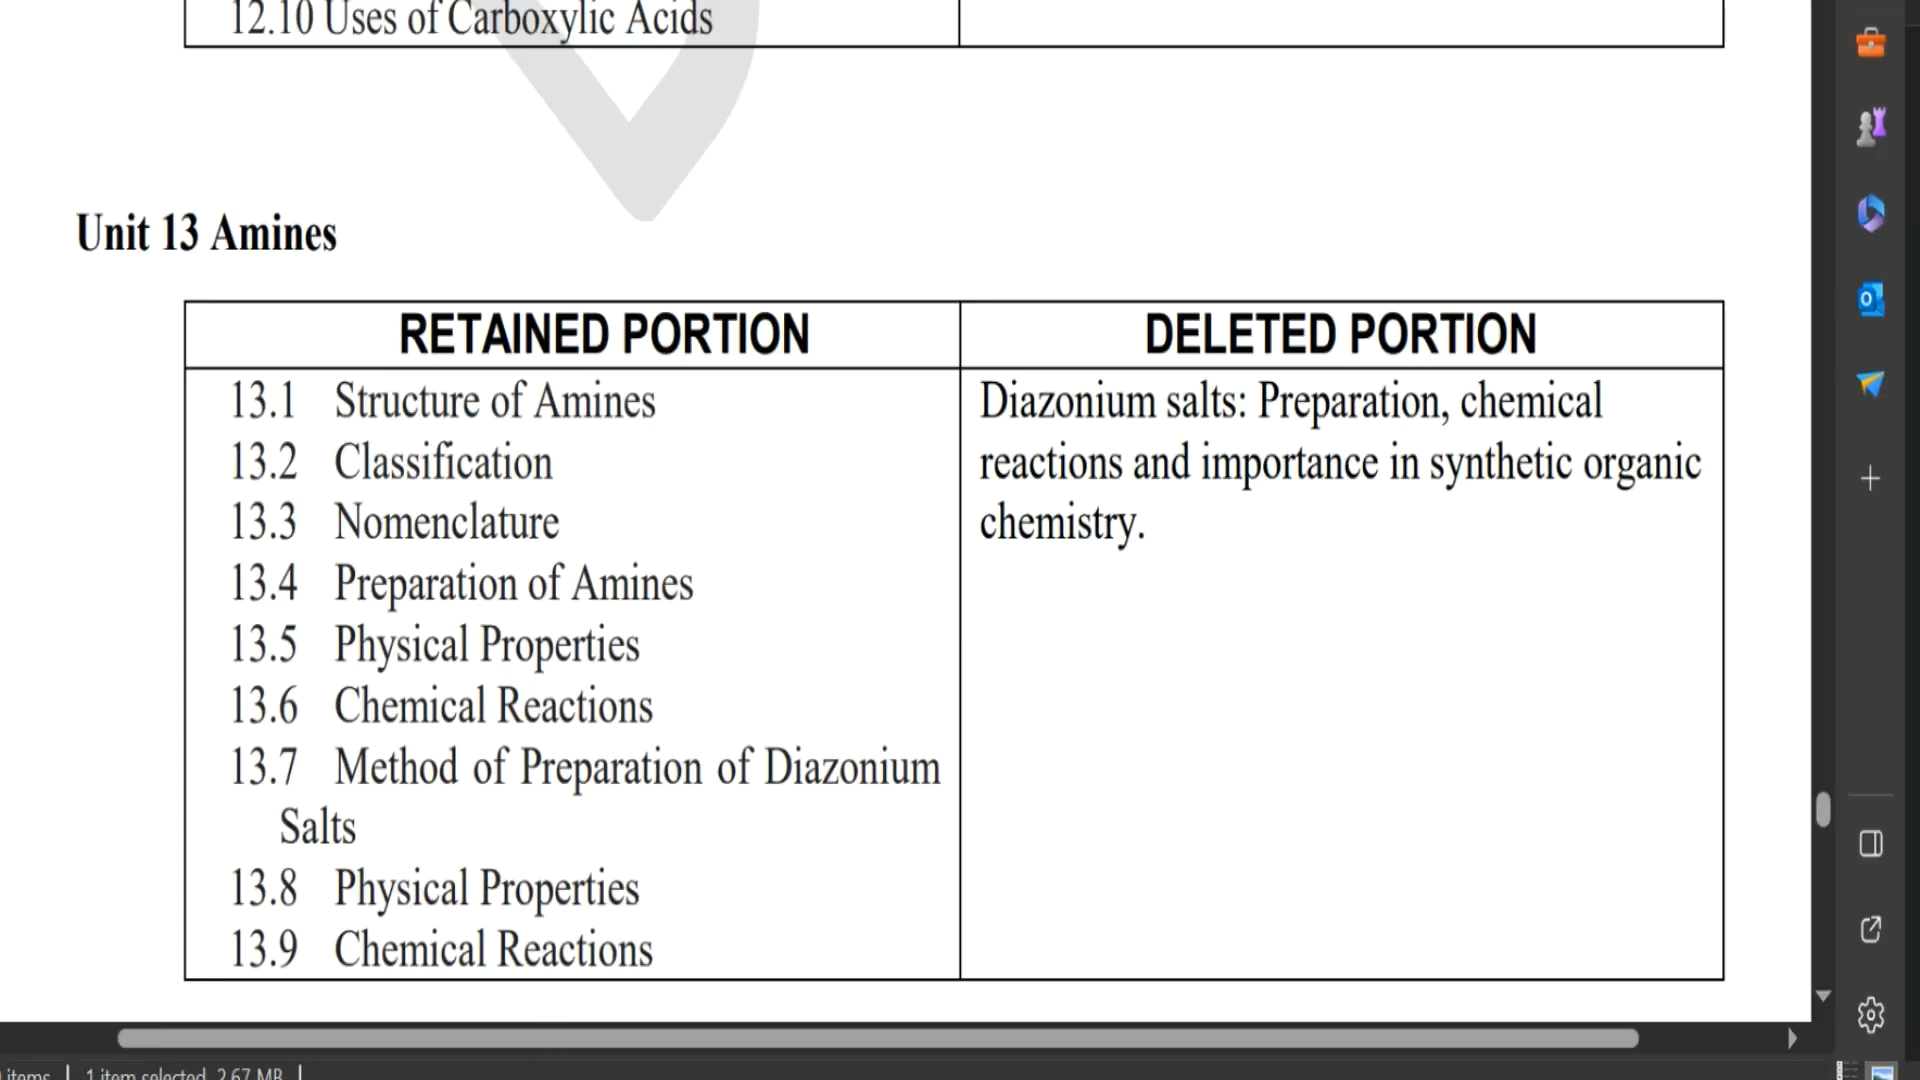 12.10 Uses of Carboxylic Acids
Unit 13 Amines
RETAINED PORTION
DELETED PORTION
13.1 Structure of Amines
13.2 Classification
13.3 Nomenclature
13.4 Preparation of Amines
13.5 Physical Properties
13.6 Chemical Reactions
13.7 Method of Preparation of Diazonium
Salts
13.8 Physical Properties
13.9 Chemical Reactions
Diazonium salts: Preparation, chemical
reactions and importance in synthetic organic
chemistry.
items | 1 item selected 2.67 MB |